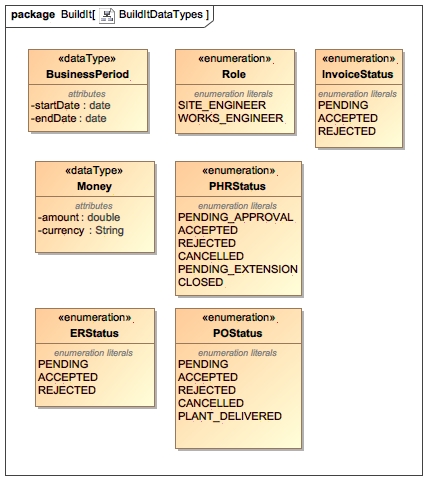 package BuildIt[ BuildItDataTypes ]
«dataType»
BusinessPeriod
attributes
-startDate : date
-endDate : date
«enumeration»
Role
enumeration literals
SITE_ENGINEER
WORKS_ENGINEER
«enumeration»
InvoiceStatus
enumeration literals
PENDING
ACCEPTED
REJECTED
«dataType»
Money
attributes
-amount : double
-currency : String
«enumeration»
PHRStatus
enumeration literals
PENDING_APPROVAL
ACCEPTED
REJECTED
CANCELLED
PENDING_EXTENSION
CLOSED
«enumeration»
ERStatus
enumeration literals
PENDING
ACCEPTED
REJECTED
«enumeration»
POStatus
enumeration literals
PENDING
ACCEPTED
REJECTED
CANCELLED
PLANT_DELIVERED